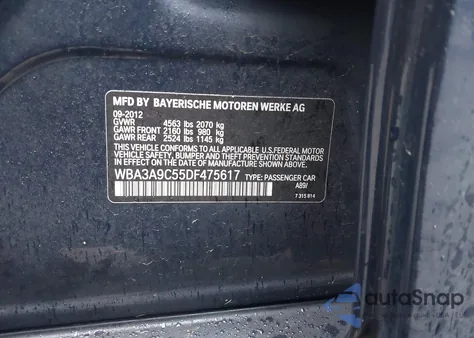 MFD BY BAYERISCHE MOTOREN WERKE AG
09-2012
GVWR 4563 lbs 2070 kg
GAWR FRONT 2160 lbs 980 kg
GAWR REAR 2524 lbs 1145 kg
THIS VEHICLE CONFORMS TO ALL APPLICABLE U.S.FEDERAL MOTOR
VEHICLE SAFETY, BUMPER, AND THEFT PREVENTION STANDARDS IN
EFFECT ON THE DATE OF MANUFACTURE SHOWN ABOVE.
WBA3A9C55DF475617 TYPE: PASSENGER CAR
A89/
7 315 814
autoSnap